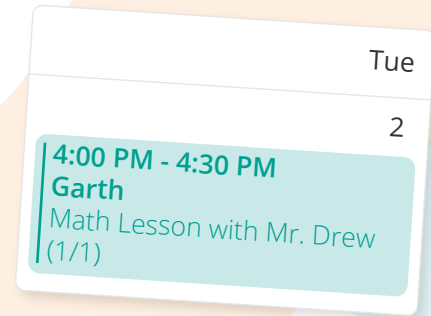 Tue
2
4:00 PM - 4:30 PM
Garth
Math Lesson with Mr. Drew
(1/1)